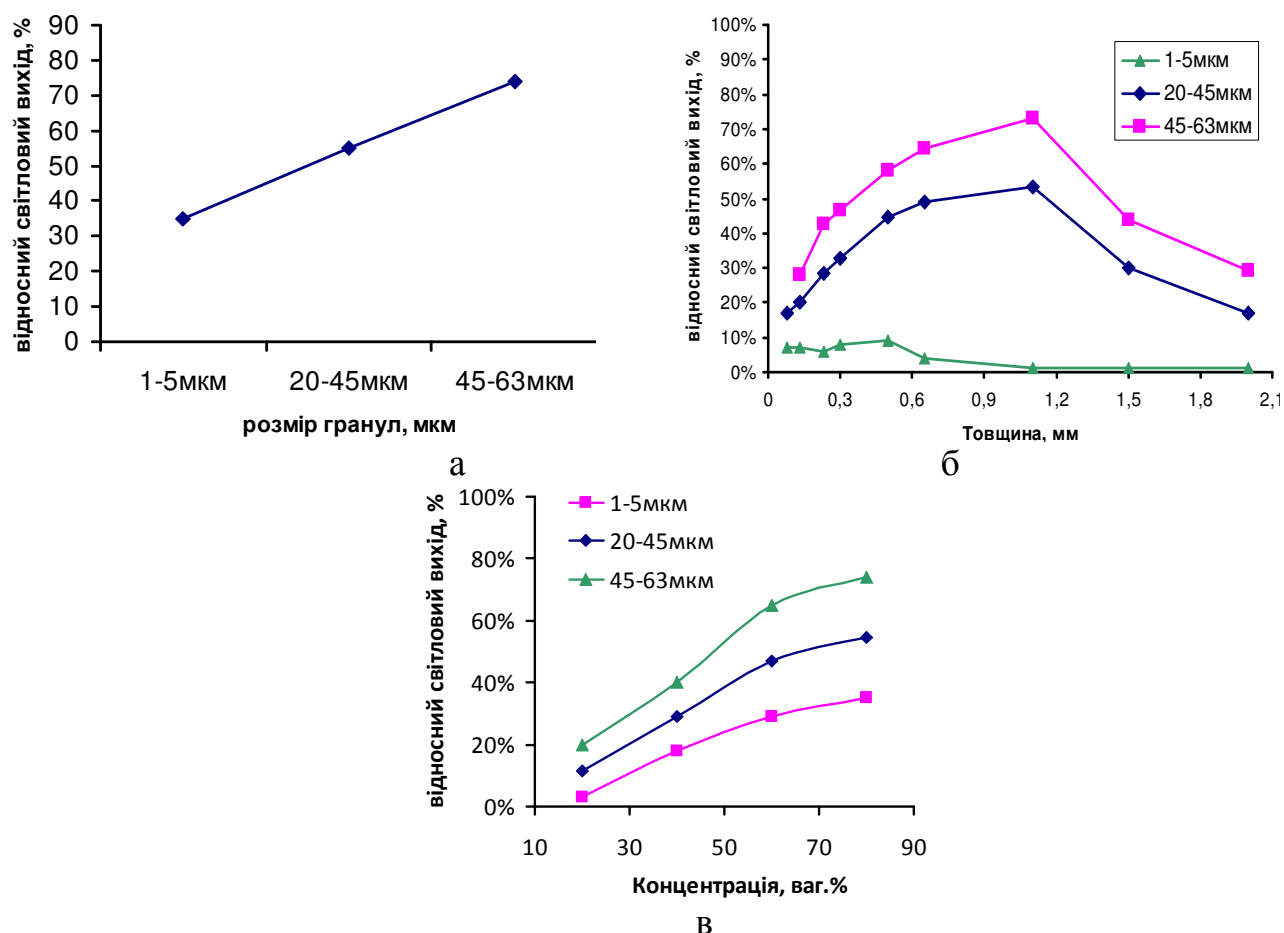 відносний світловий вихід, %
90
80
70
60
50
40
30
20
10
0
1-5мкм 20-45мкм 45-63мкм
розмір гранул, мкм
а
відносний світловий вихід, %
100%
90%
80%
70%
60%
50%
40%
30%
20%
10%
0%
1-5мкм
20-45мкм
45-63мкм
0 0,3 0,6 0,9 1,2 1,5 1,8 2,1
Товщина, мм
б
відносний світловий вихід, %
100%
80%
60%
40%
20%
0%
1-5мкм
20-45мкм
45-63мкм
10 30 50 70 90
Концентрація, ваг.%
в